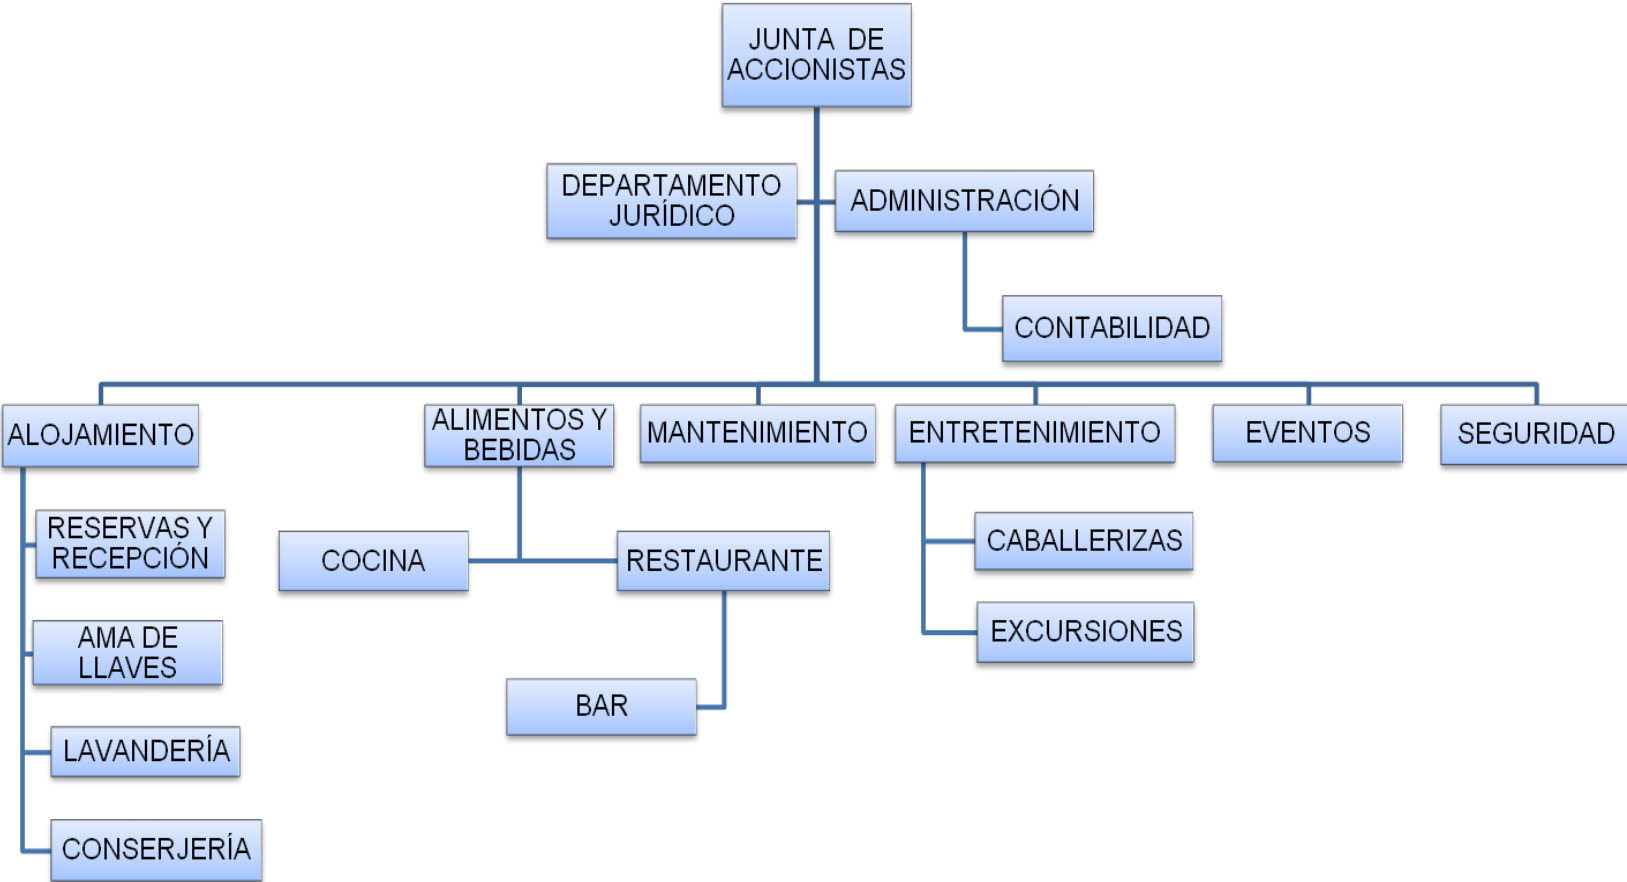 JUNTA DE
ACCIONISTAS
DEPARTAMENTO
JURÍDICO
ADMINISTRACIÓN
CONTABILIDAD
ALOJAMIENTO
ALIMENTOS Y
BEBIDAS
MANTENIMIENTO
ENTRETENIMIENTO
EVENTOS
SEGURIDAD
RESERVAS Y
RECEPCIÓN
AMA DE
LLAVES
LAVANDERÍA
CONSERJERÍA
COCINA
RESTAURANTE
BAR
CABALLERIZAS
EXCURSIONES